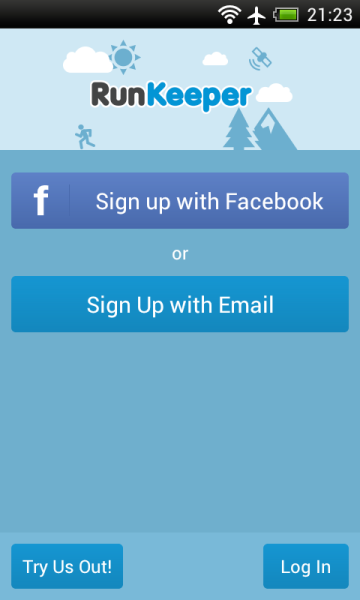 21:23
RunKeeper
f Sign up with Facebook
or
Sign Up with Email
Try Us Out! Log In